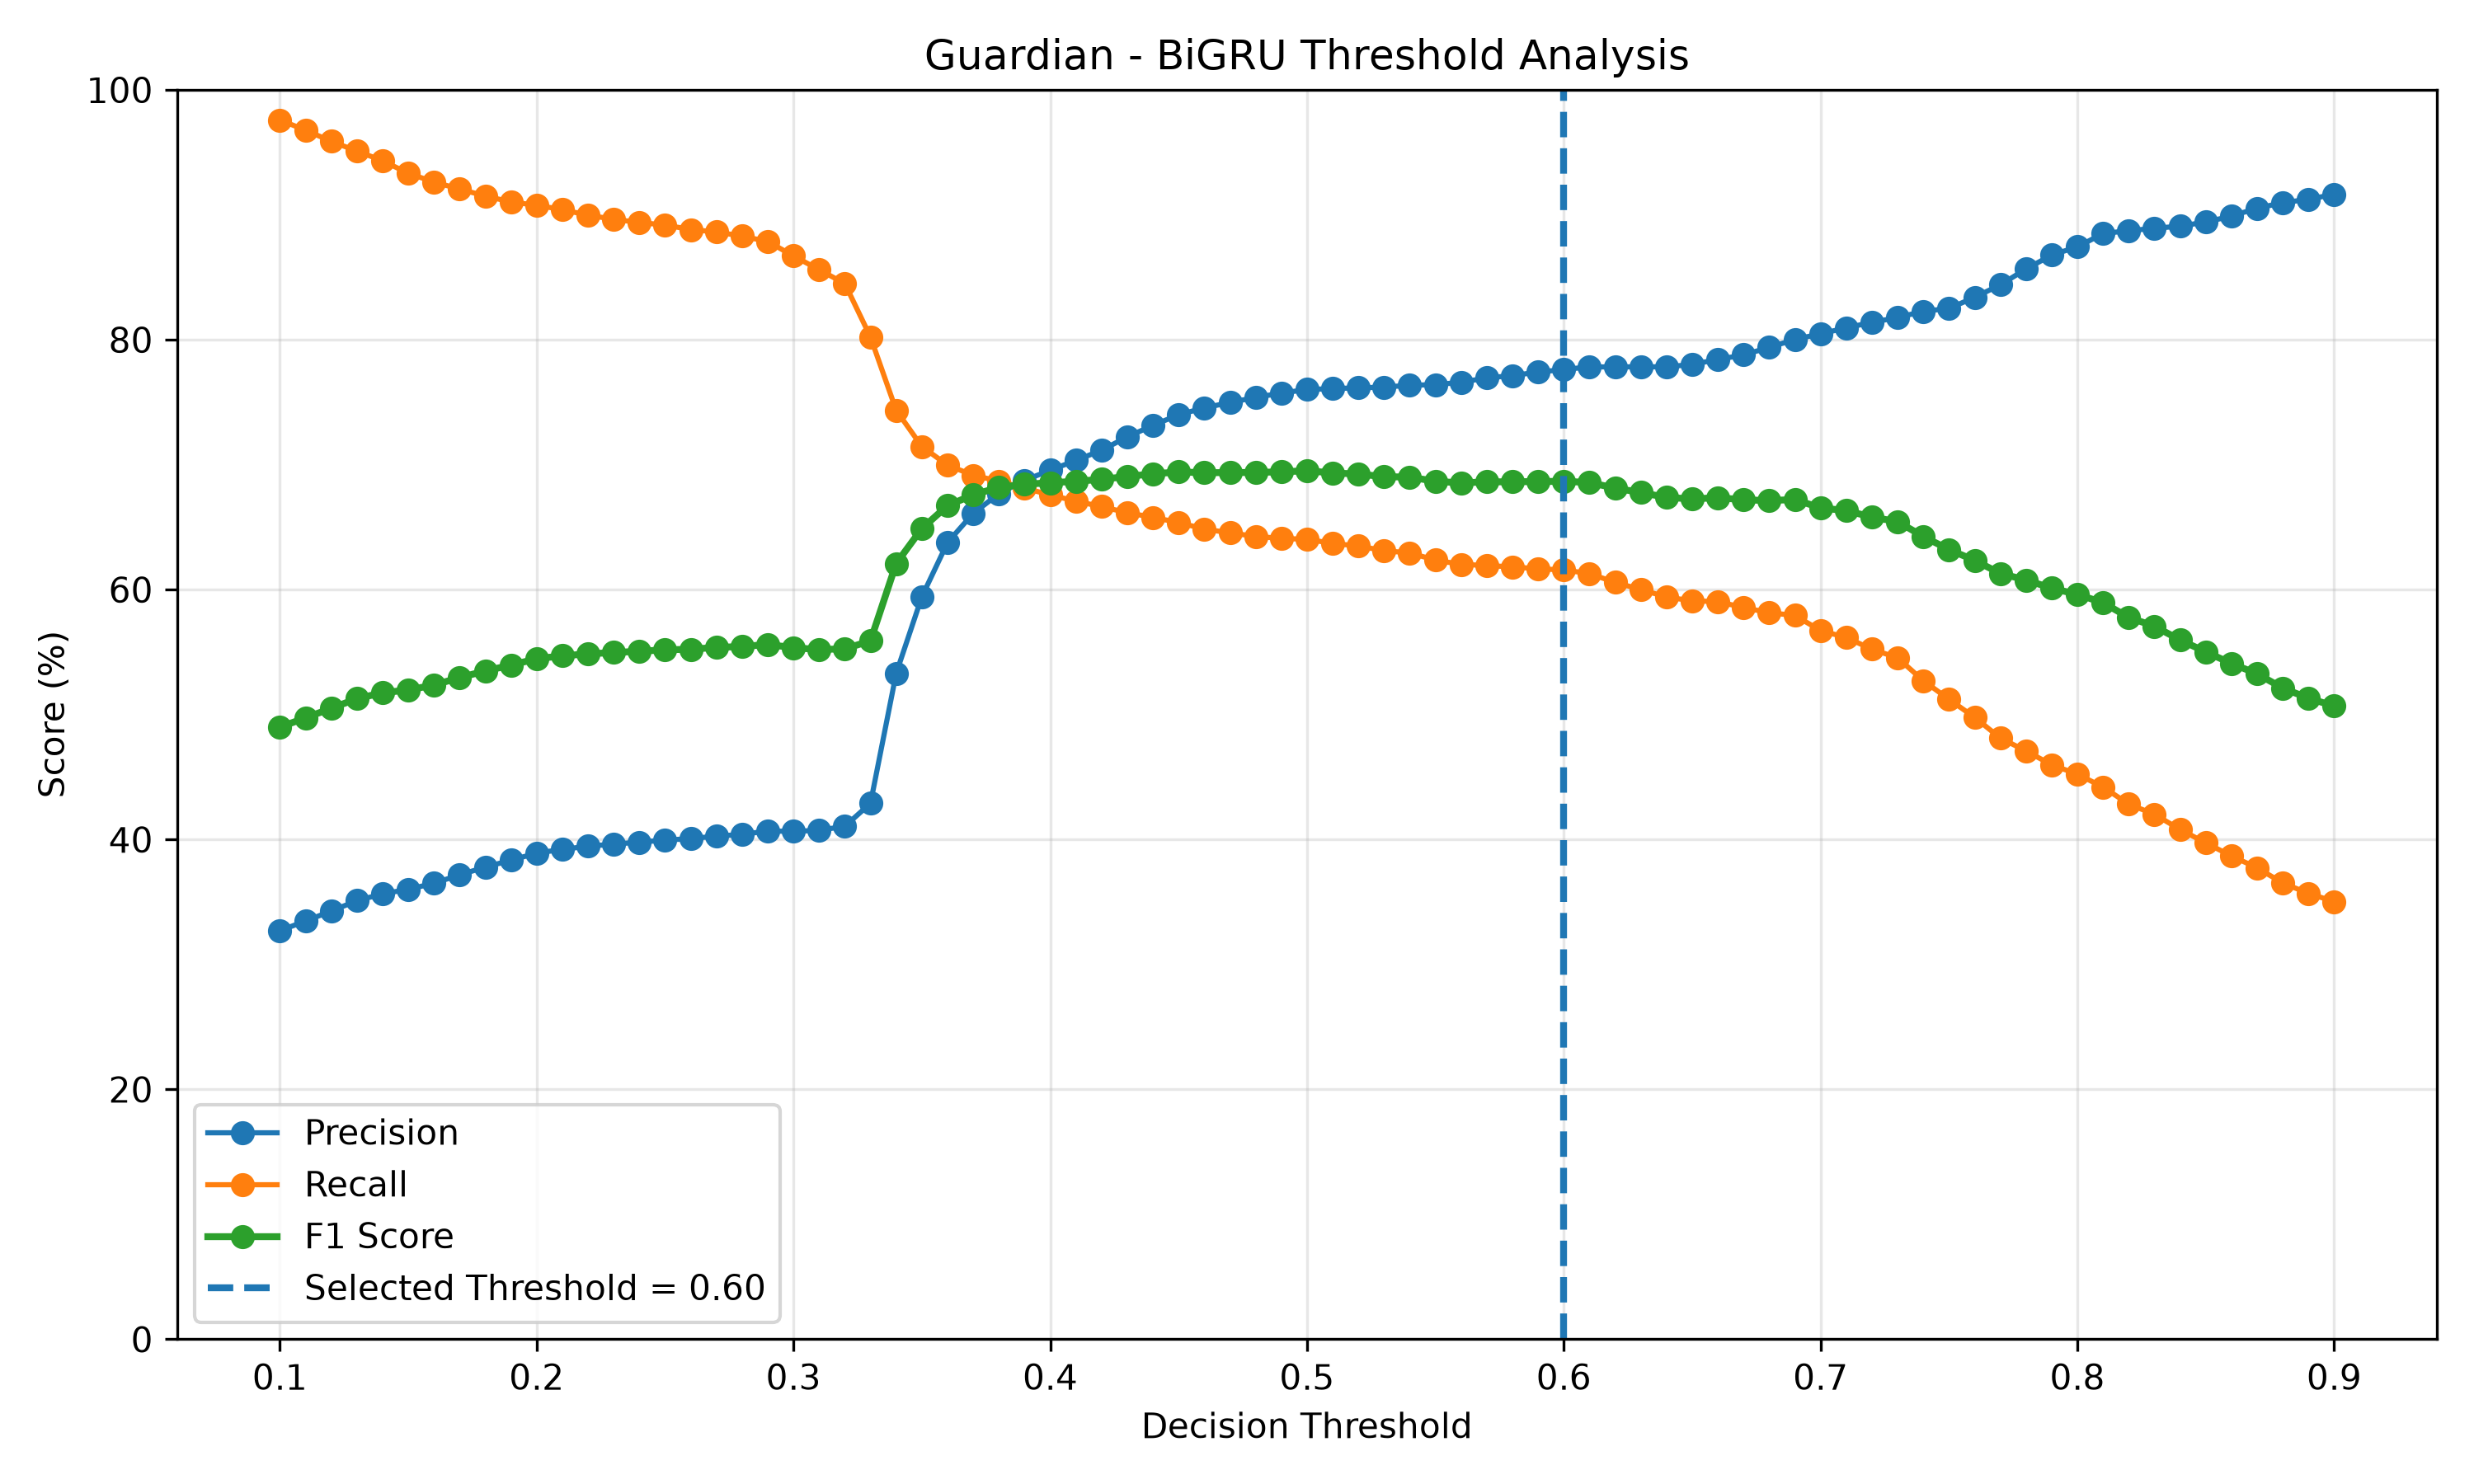 Guardian - BiGRU Threshold Analysis
100
80
60
40
20
0
Score (%)
Precision
Recall
F1 Score
Selected Threshold = 0.60
0.1 0.2 0.3 0.4 0.5 0.6 0.7 0.8 0.9
Decision Threshold